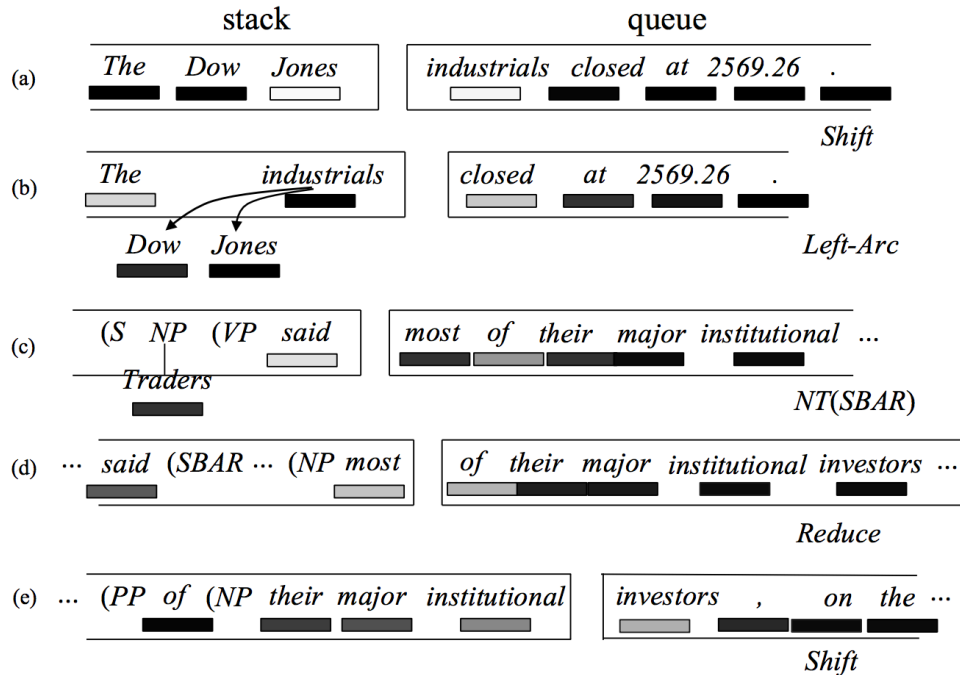 stack queue
(a) The Dow Jones industrials closed at 2569.26 .
Shift
(b) The industrials closed at 2569.26 .
Dow Jones Left-Arc
(c) (S NP (VP said most of their major institutional ...
Traders
NT(SBAR)
(d) ... said (SBAR ... (NP most of their major institutional investors ...
Reduce
(e) ... (PP of (NP their major institutional investors , on the ...
Shift